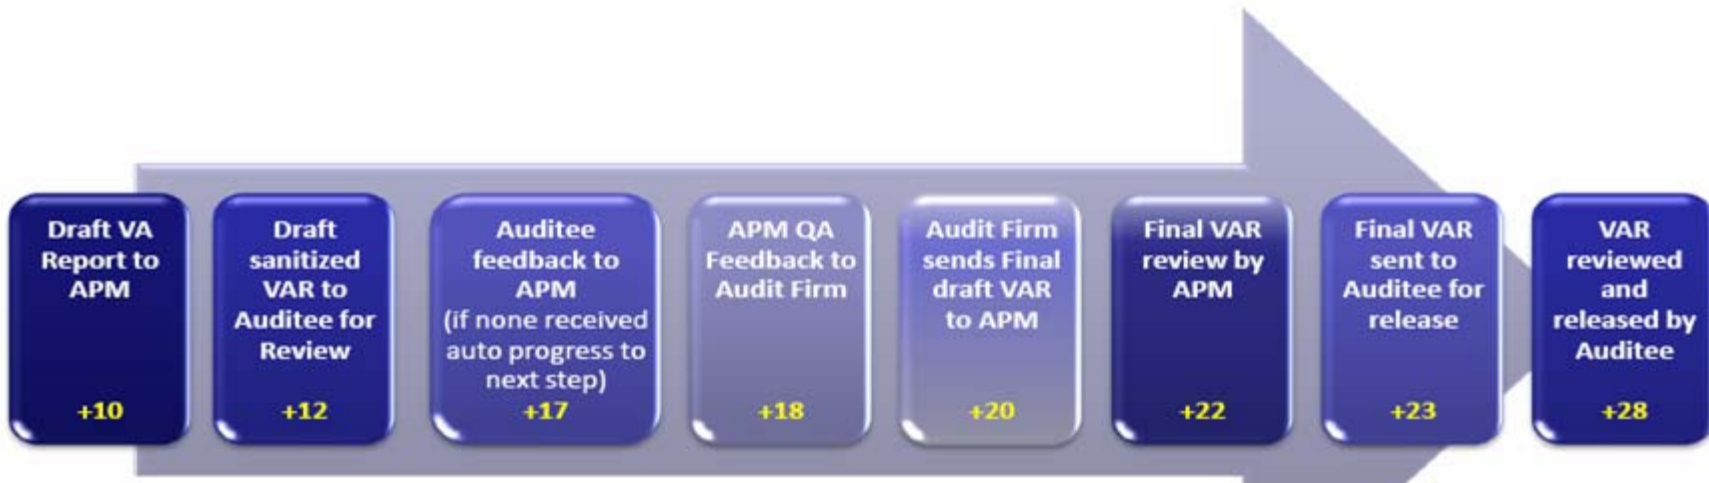 Draft VA
Report to
APM
+10
Draft
sanitized
VAR to
Auditee for
Review
+12
Auditee
feedback to
APM
(if none received
auto progress to
next step)
+17
APM QA
Feedback to
Audit Firm
+18
Audit Firm
sends Final
draft VAR
to APM
+20
Final VAR
review by
APM
+22
Final VAR
sent to
Auditee for
release
+23
VAR
reviewed
and
released by
Auditee
+28